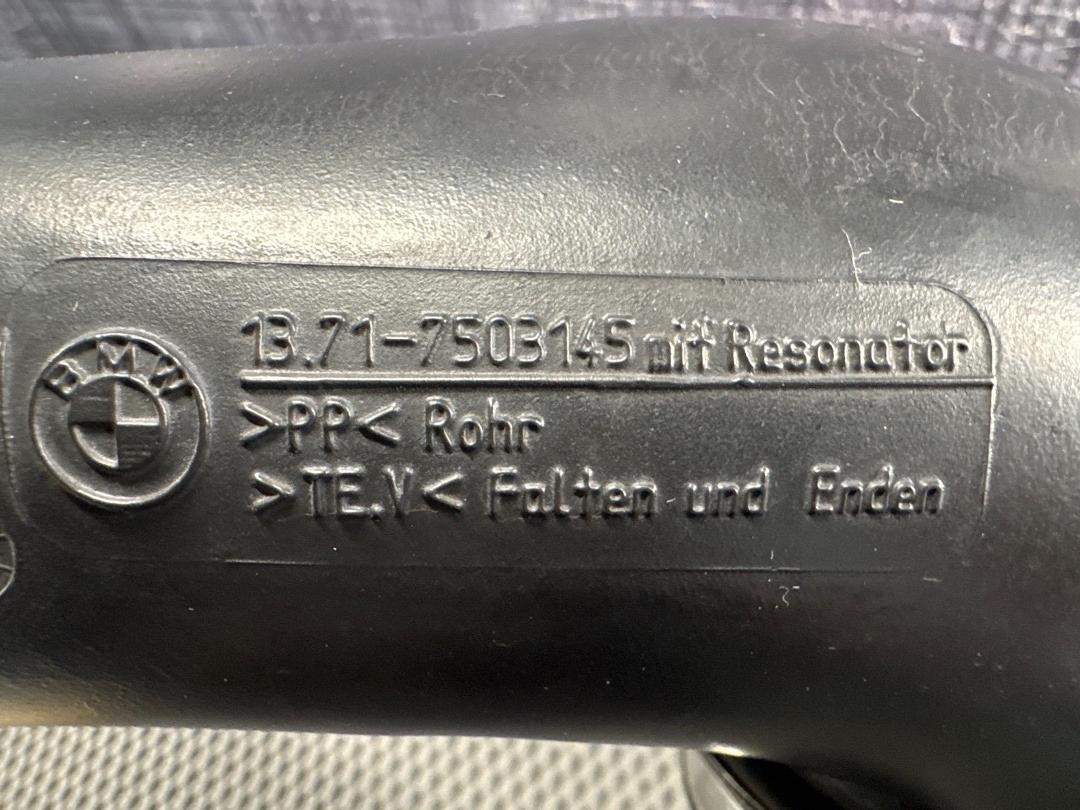 BMW
13.71-7503145 mit Resonator
>PP< Rohr
>TE.V< Falten und Enden